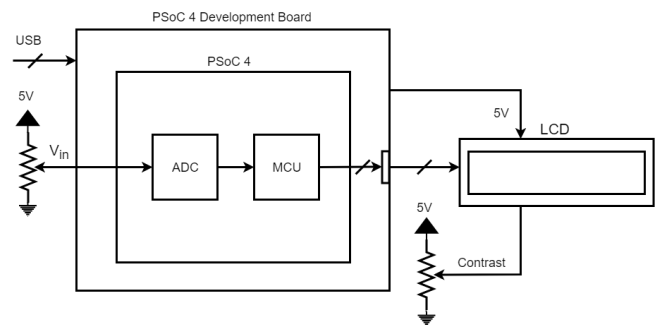 PSoC 4 Development Board
USB
PSoC 4
5V
5V
LCD
Vin
ADC
MCU
5V
Contrast